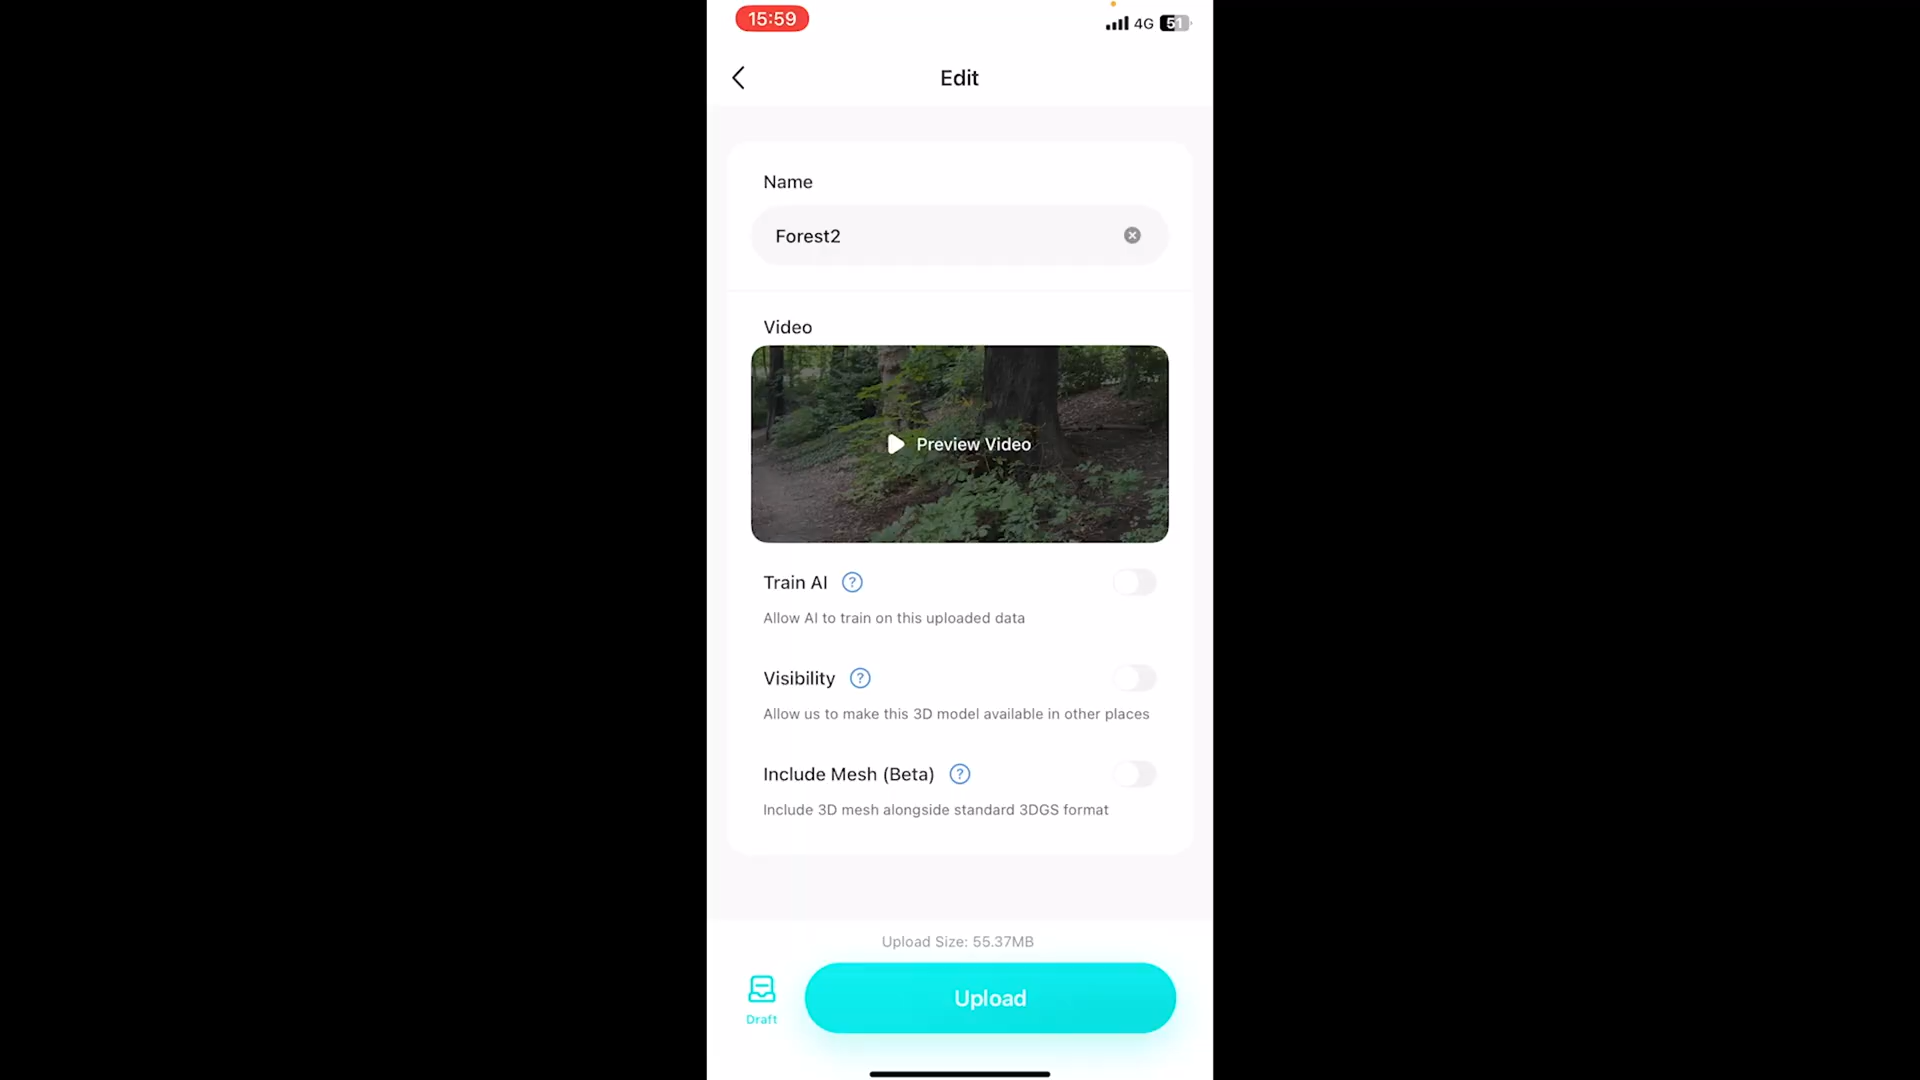 15:59
4G 51
Edit
Name
Forest2
Video
Preview Video
Train AI ?
Allow AI to train on this uploaded data
Visibility ?
Allow us to make this 3D model available in other places
Include Mesh (Beta) ?
Include 3D mesh alongside standard 3DGS format
Upload Size: 55.37MB
Upload
Draft